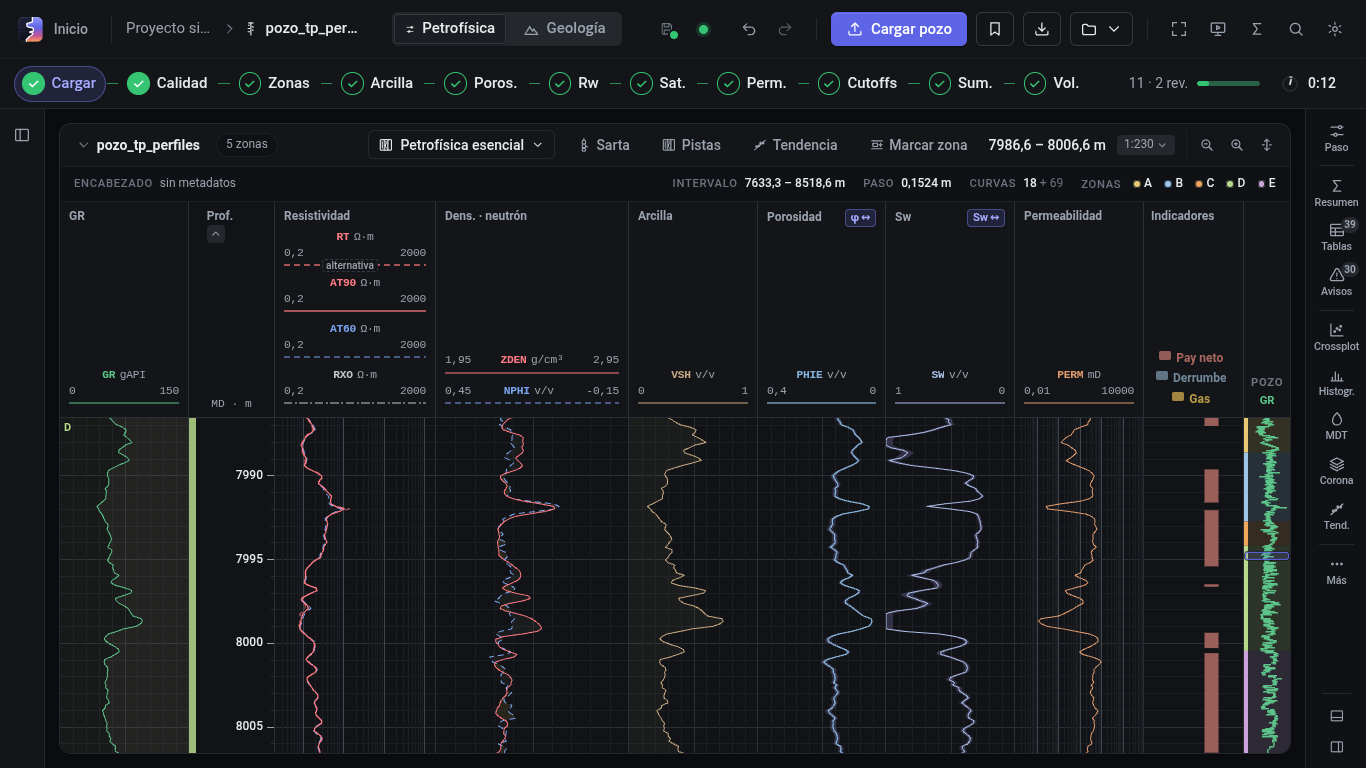 Inicio
Proyecto si...
pozo_tp_per...
Petrofísica
Geología
Cargar pozo
Cargar
Calidad
Zonas
Arcilla
Poros.
Rw
Sat.
Perm.
Cutoffs
Sum.
Vol.
11 · 2 rev.
0:12
pozo_tp_perfiles
5 zonas
Petrofísica esencial
Sarta
Pistas
Tendencia
Marcar zona
7986,6 – 8006,6 m
1:230
ENCABEZADO sin metadatos
INTERVALO 7633,3 – 8518,6 m
PASO 0,1524 m
CURVAS 18 + 69
ZONAS A B C D E
GR
Prof.
Resistividad
Dens. · neutrón
Arcilla
Porosidad
φ↔
Sw
Sw↔
Permeabilidad
Indicadores
RT Ω·m
0,2 2000
alternativa
AT90 Ω·m
0,2 2000
AT60 Ω·m
0,2 2000
RXO Ω·m
0,2 2000
GR gAPI
0 150
MD · m
1,95 ZDEN g/cm³ 2,95
NPHI v/v
0,45 -0,15
VSH v/v
0 1
PHIE v/v
0,4 0
SW v/v
1 0
PERM mD
0,01 10000
Pay neto
Derrumbe
Gas
POZO
GR
D
7990
7995
8000
8005
Paso
Resumen
39
Tablas
30
Avisos
Crossplot
Histogr.
MDT
Corona
Tend.
Más